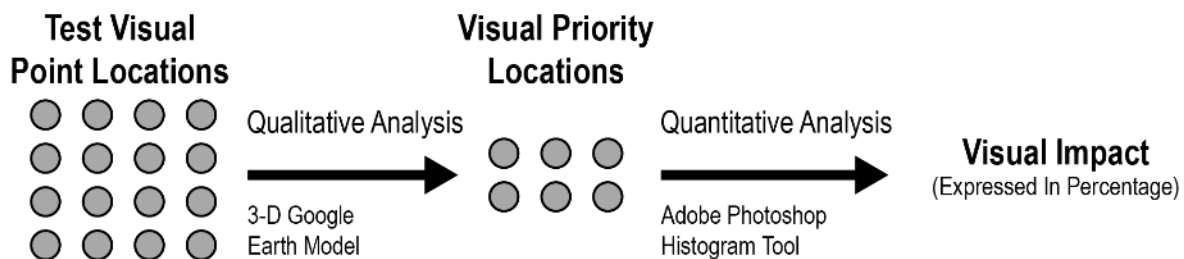 Test Visual
Point Locations
Qualitative Analysis
3-D Google
Earth Model
Visual Priority
Locations
Quantitative Analysis
Adobe Photoshop
Histogram Tool
Visual Impact
(Expressed In Percentage)